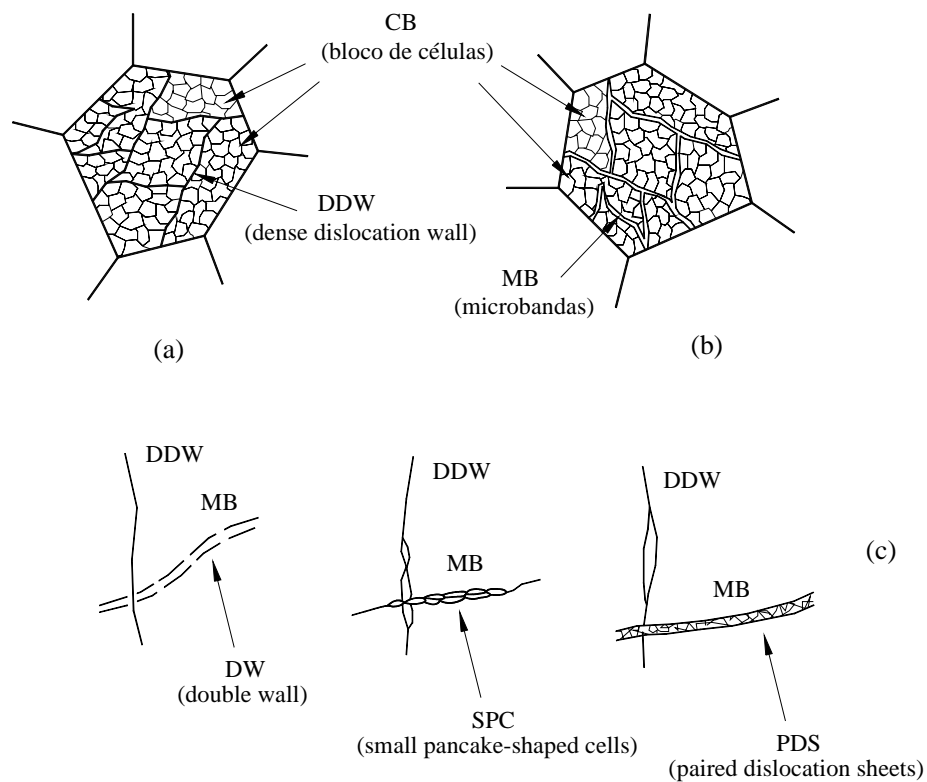 CB
(bloco de células)
DDW
(dense dislocation wall)
MB
(microbandas)
(a)
(b)
DDW
MB
DW
(double wall)
DDW
MB
SPC
(small pancake-shaped cells)
DDW
MB
PDS
(paired dislocation sheets)
(c)